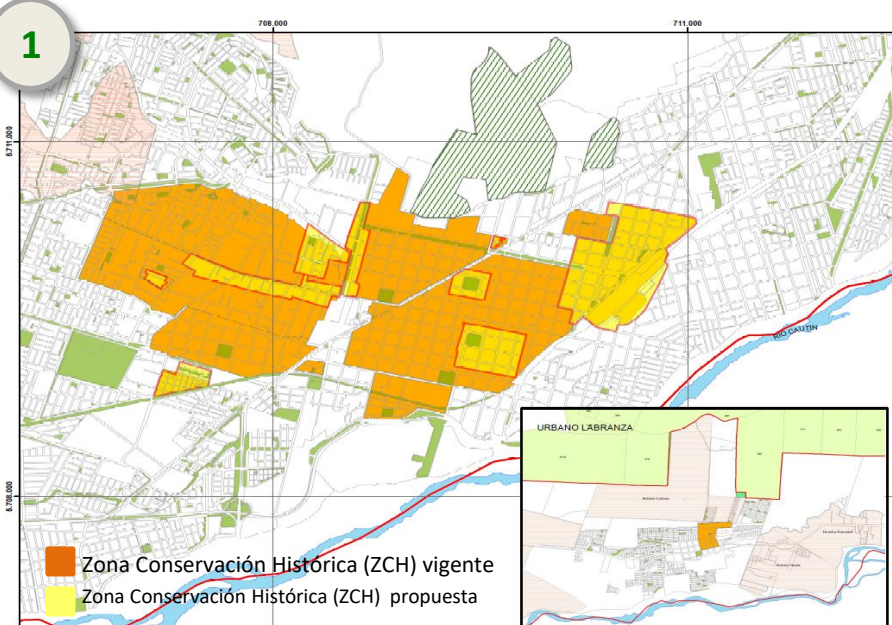 1
708.000
711.000
5.711.000
RIO CAUTIN
5.708.000
URBANO LABRANZA
Zona Conservación Histórica (ZCH) vigente
Zona Conservación Histórica (ZCH) propuesta